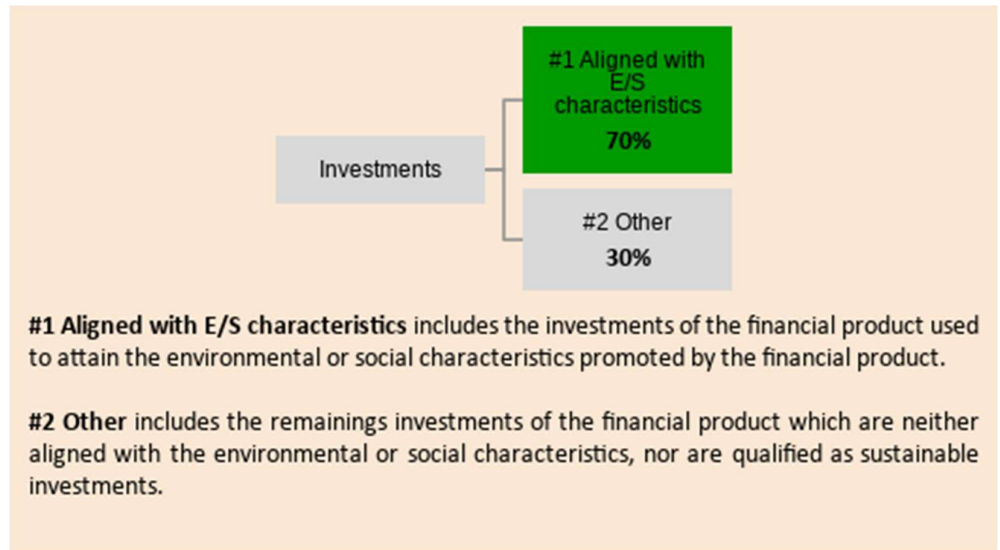 #1 Aligned with
E/S
characteristics
70%
Investments
#2 Other
30%
#1 Aligned with E/S characteristics includes the investments of the financial product used
to attain the environmental or social characteristics promoted by the financial product.
#2 Other includes the remainings investments of the financial product which are neither
aligned with the environmental or social characteristics, nor are qualified as sustainable
investments.